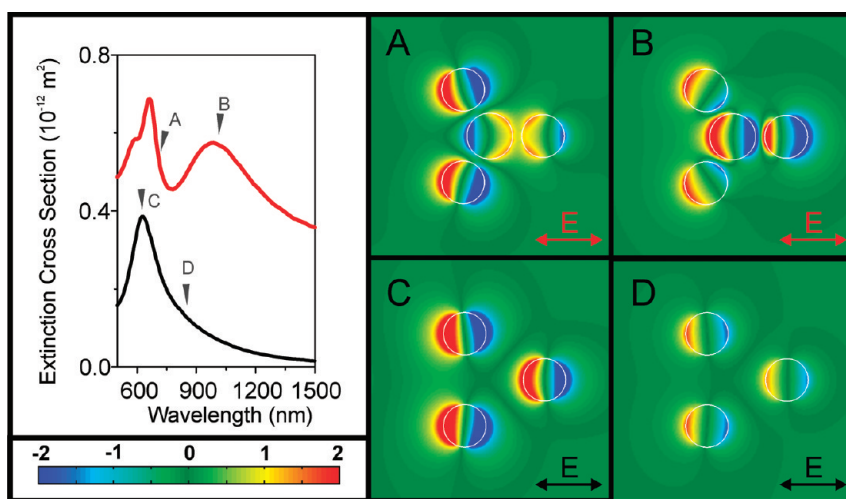 Extinction Cross Section (10⁻¹² m²)
0.8
0.4
0.0
A
B
C
D
600 900 1200 1500
Wavelength (nm)
-2 -1 0 1 2
A
E
B
E
C
E
D
E